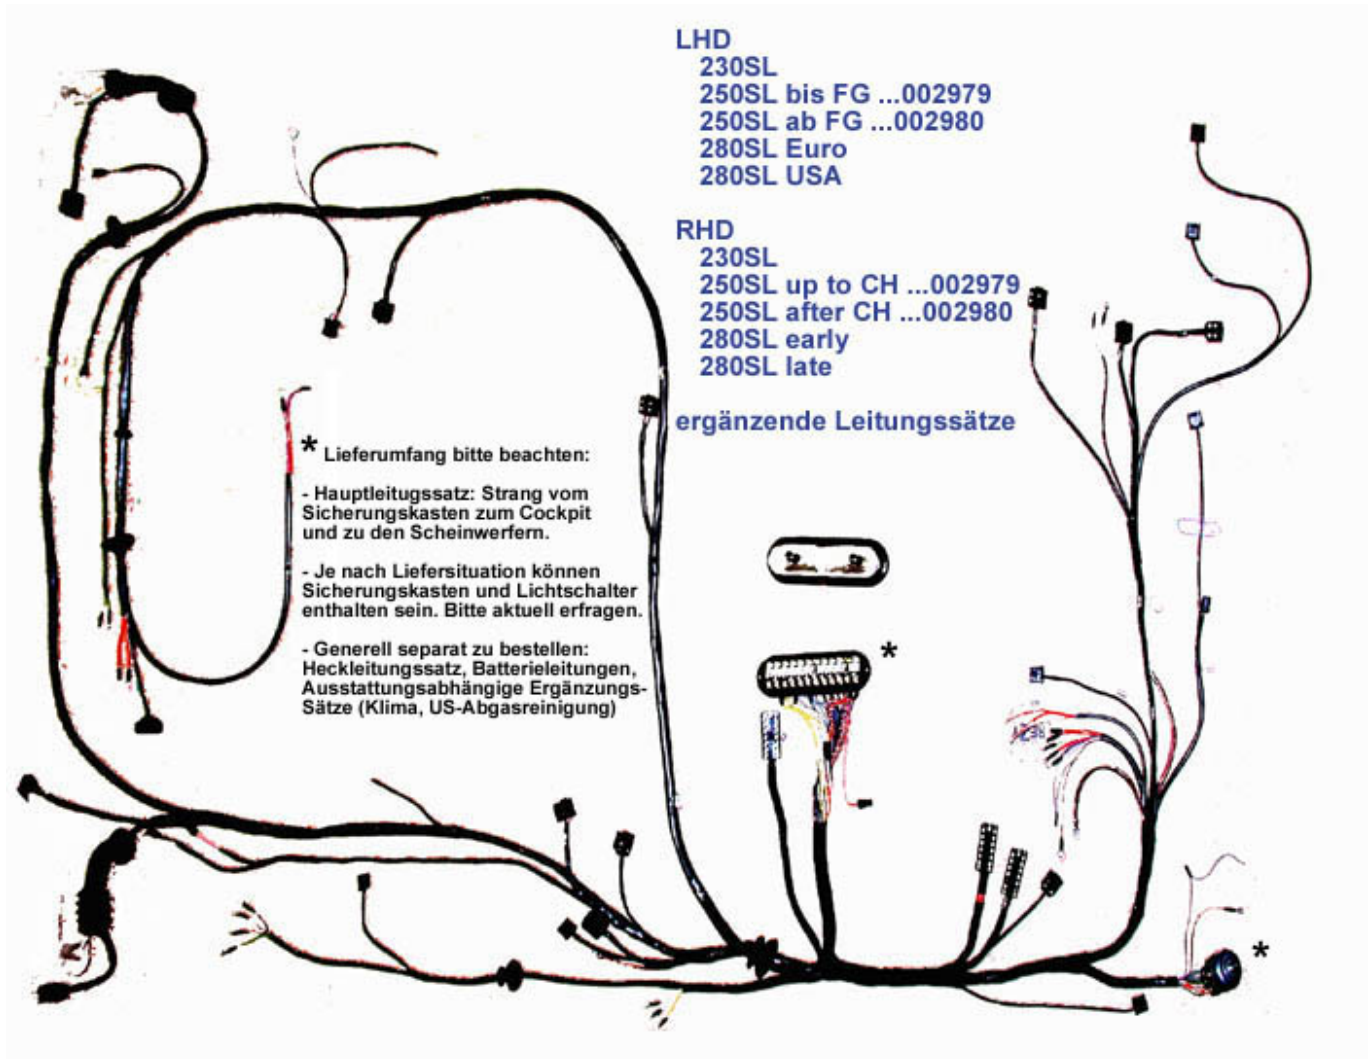 LHD
230SL
250SL bis FG ...002979
250SL ab FG ...002980
280SL Euro
280SL USA
RHD
230SL
250SL up to CH ...002979
250SL after CH ...002980
280SL early
280SL late
ergänzende Leitungssätze
* Lieferumfang bitte beachten:
- Hauptleitugssatz: Strang vom
Sicherungskasten zum Cockpit
und zu den Scheinwerfern.
- Je nach Liefersituation können
Sicherungskasten und Lichtschalter
enthalten sein. Bitte aktuell erfragen.
- Generell separat zu bestellen:
Heckleitungssatz, Batterieleitungen,
Ausstattungsabhängige Ergänzungs-
Sätze (Klima, US-Abgasreinigung)
*
*